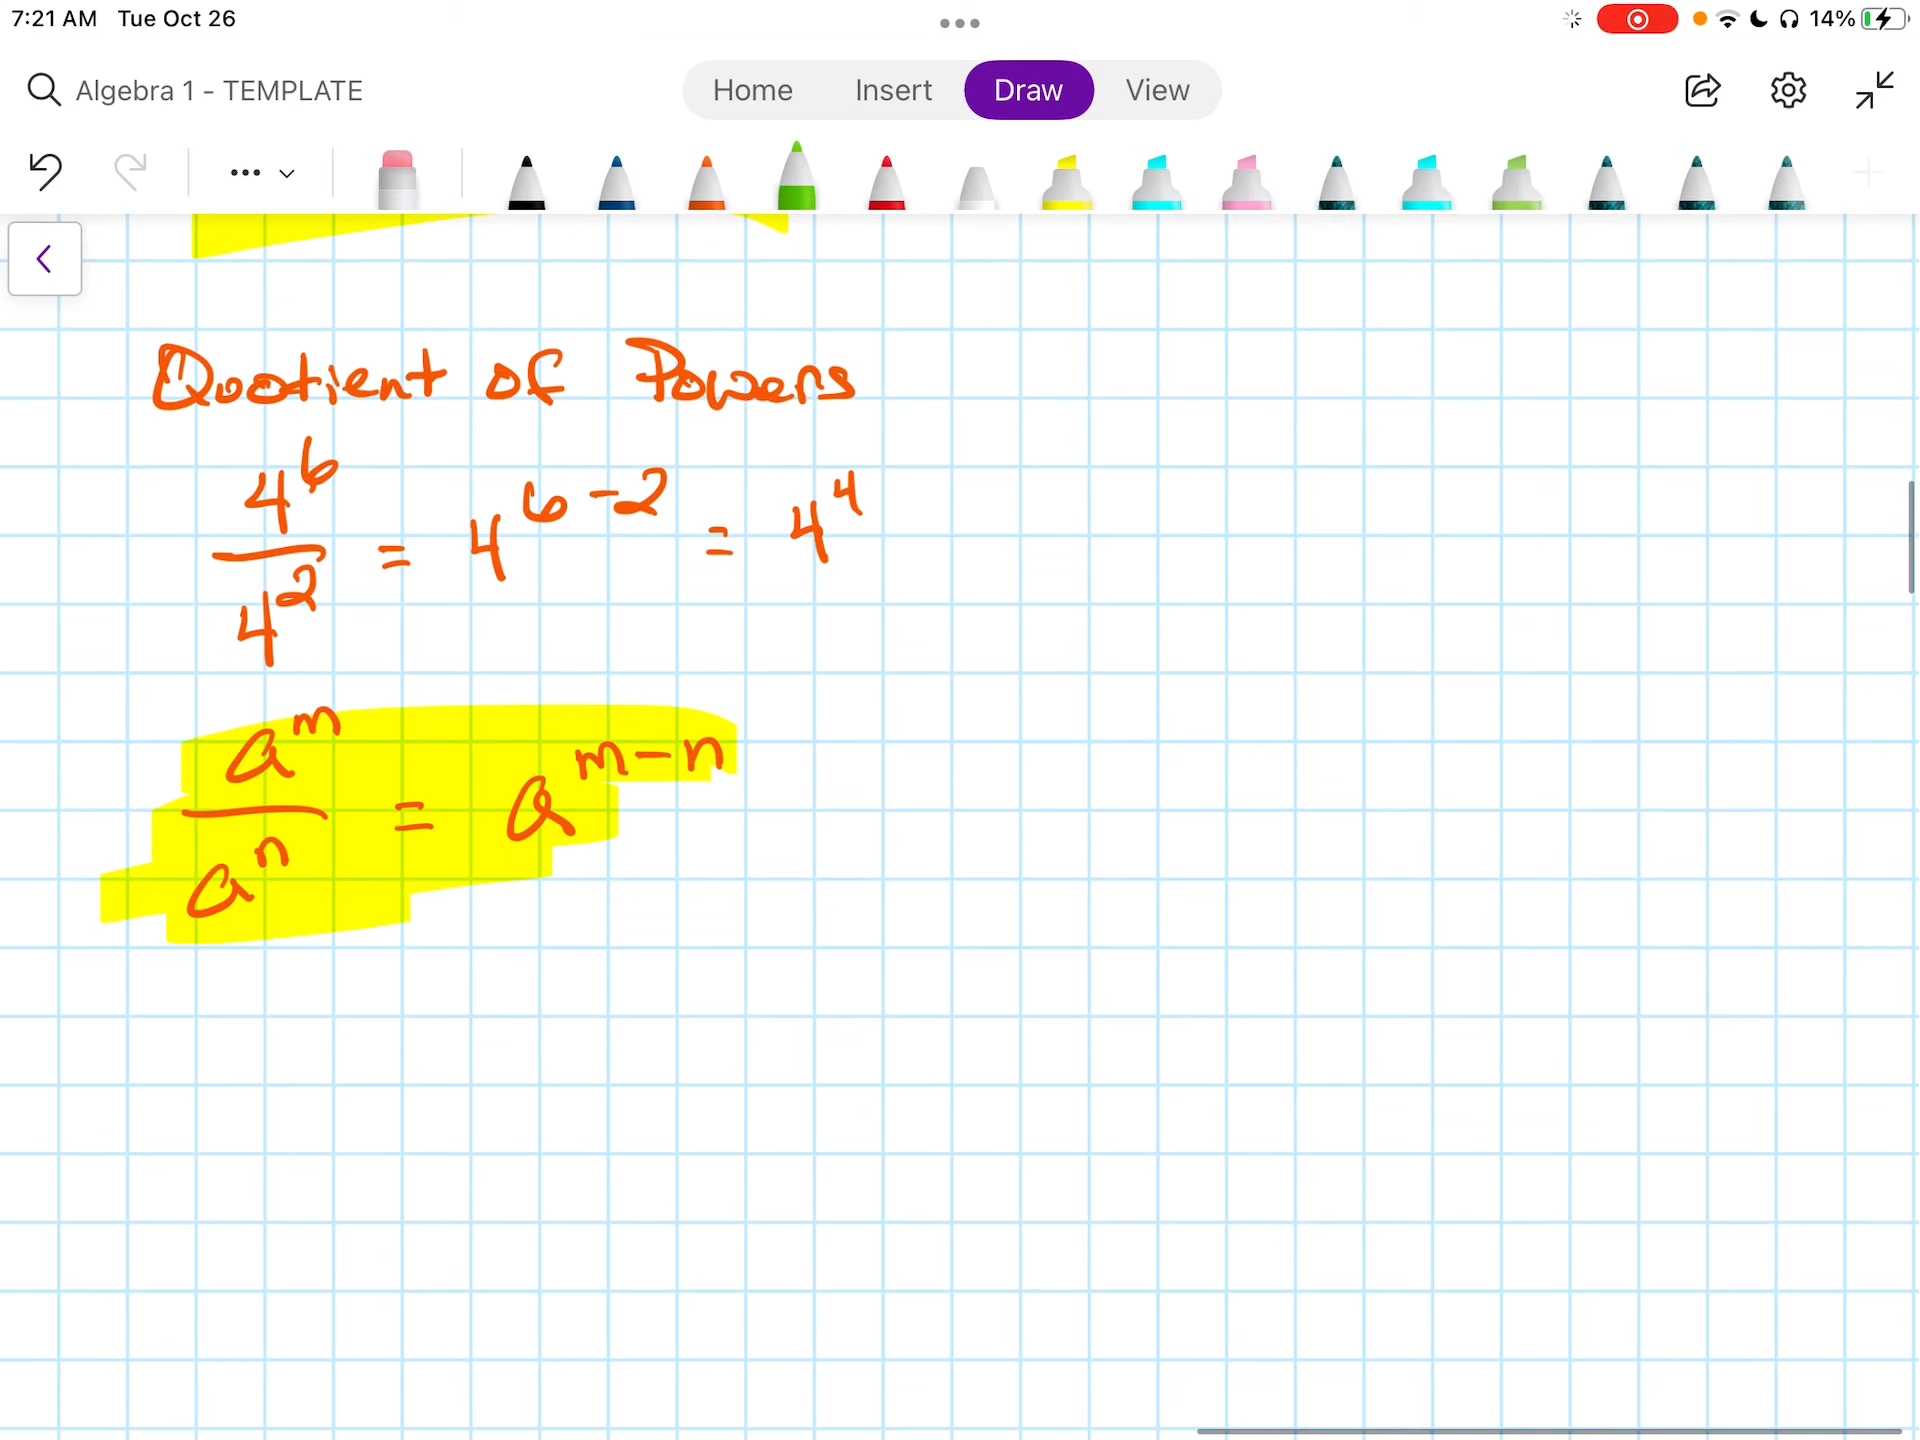 7:21 AM Tue Oct 26 14%
Algebra 1 - TEMPLATE Home Insert Draw View
Quotient of Powers
4^6/4^2 = 4^(6-2) = 4^4
a^m/a^n = a^(m-n)